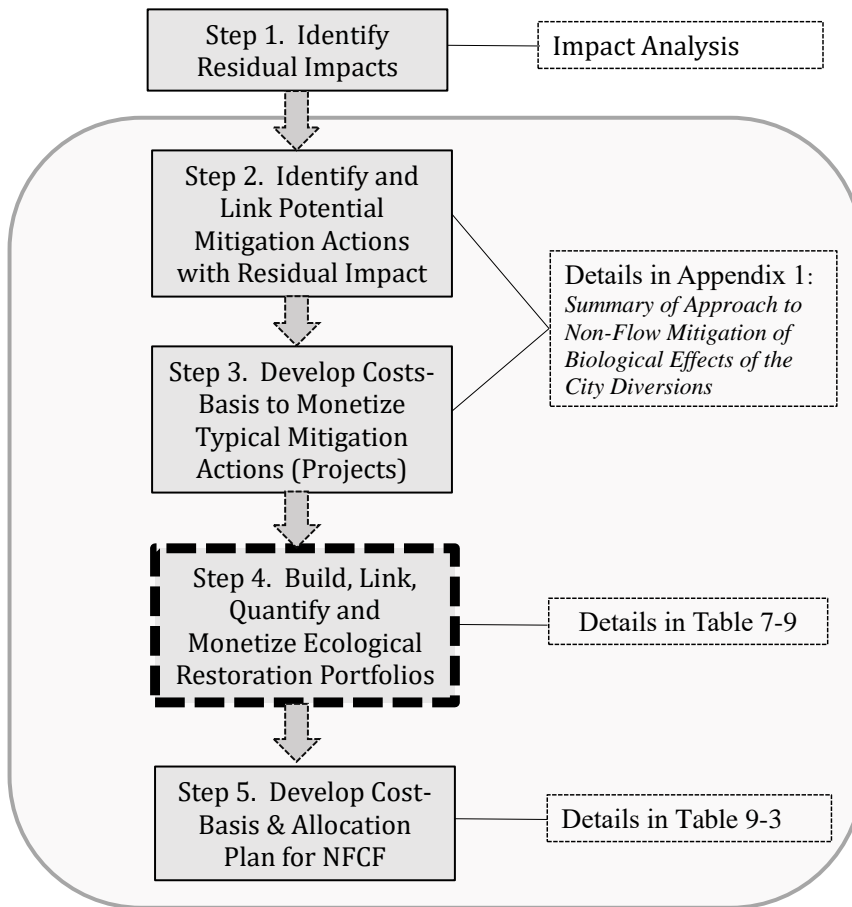 Step 1.  Identify
Residual Impacts
Impact Analysis
Step 2.  Identify and
Link Potential
Mitigation Actions
with Residual Impact
Details in Appendix 1:
Summary of Approach to
Non-Flow Mitigation of
Biological Effects of the
City Diversions
Step 3.  Develop Costs-
Basis to Monetize
Typical Mitigation
Actions (Projects)
Step 4.  Build, Link,
Quantify and
Monetize Ecological
Restoration Portfolios
Details in Table 7-9
Step 5.  Develop Cost-
Basis & Allocation
Plan for NFCF
Details in Table 9-3